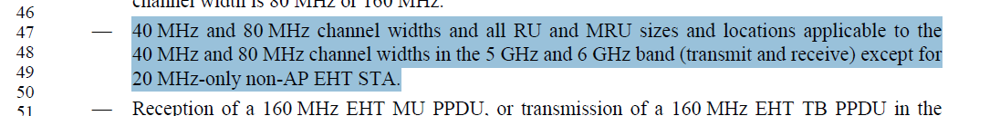 channel width is 80 MHz or 160 MHz.
46
47 — 40 MHz and 80 MHz channel widths and all RU and MRU sizes and locations applicable to the
48 40 MHz and 80 MHz channel widths in the 5 GHz and 6 GHz band (transmit and receive) except for
49 20 MHz-only non-AP EHT STA.
50
51 — Reception of a 160 MHz EHT MU PPDU, or transmission of a 160 MHz EHT TB PPDU in the